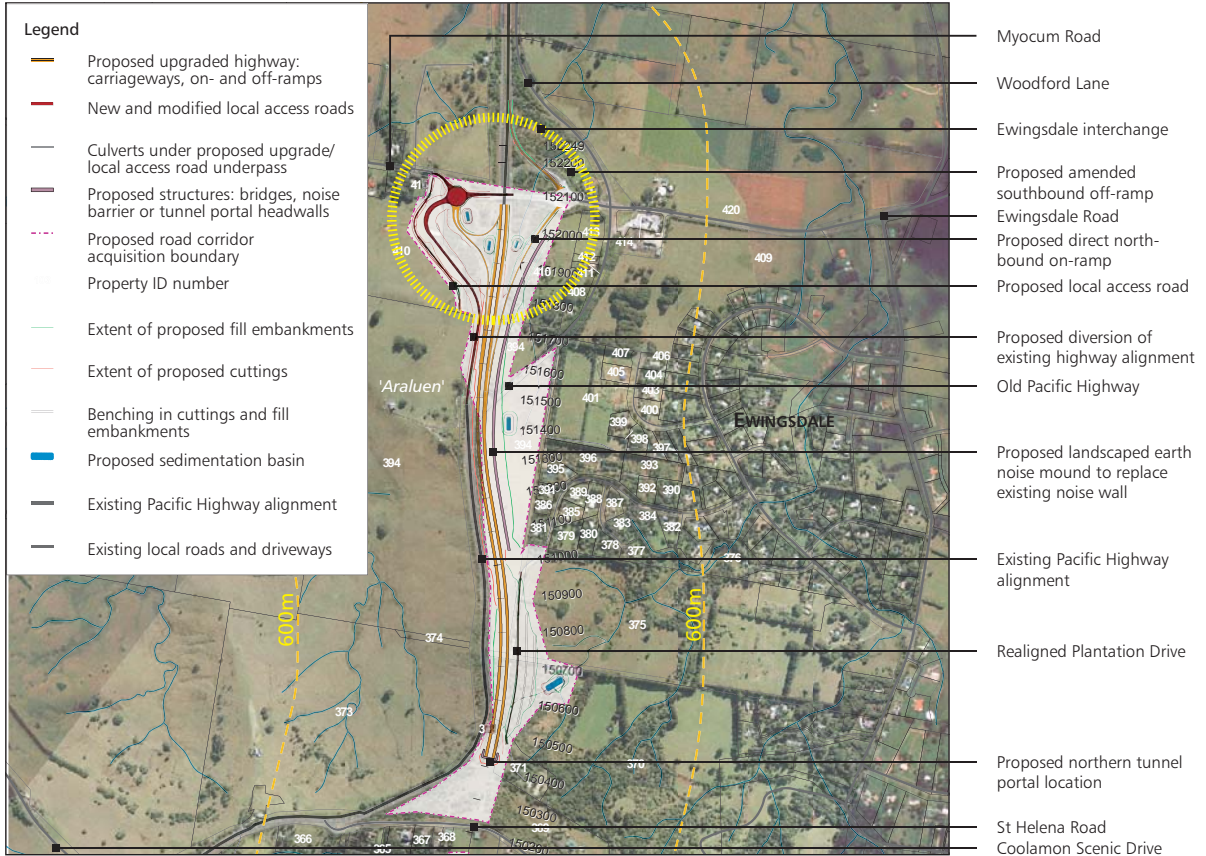 Legend
Proposed upgraded highway:
carriageways, on- and off-ramps
New and modified local access roads
Culverts under proposed upgrade/
local access road underpass
Proposed structures: bridges, noise
barrier or tunnel portal headwalls
Proposed road corridor
acquisition boundary
Property ID number
Extent of proposed fill embankments
Extent of proposed cuttings
Benching in cuttings and fill
embankments
Proposed sedimentation basin
Existing Pacific Highway alignment
Existing local roads and driveways
Myocum Road
Woodford Lane
Ewingsdale interchange
Proposed amended
southbound off-ramp
Ewingsdale Road
Proposed direct north-
bound on-ramp
Proposed local access road
Proposed diversion of
existing highway alignment
Old Pacific Highway
Proposed landscaped earth
noise mound to replace
existing noise wall
Existing Pacific Highway
alignment
Realigned Plantation Drive
Proposed northern tunnel
portal location
St Helena Road
Coolamon Scenic Drive
152200
152100
152000
420
413
414
412
411
410
410
409
408
151600
151500
151400
407
406
405
404
403
401
400
399
398
397
396
395
394
394
393
392
390
389
388
387
386
385
384
383
382
381
380
379
378
377
376
375
374
373
'Araluen'
EWINGSDALE
600m
600m
150900
150800
150700
150600
150500
150400
150300
371
370
368
367
366
365